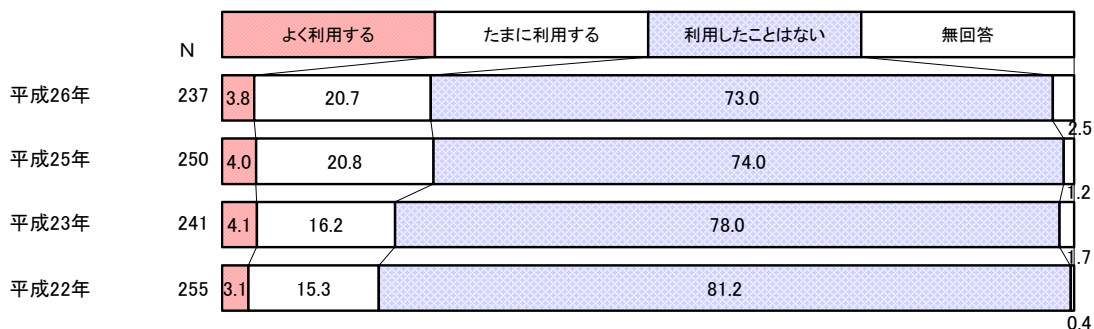 よく利用する たまに利用する 利用したことはない 無回答
N
平成26年 237 3.8 20.7 73.0 2.5
平成25年 250 4.0 20.8 74.0 1.2
平成23年 241 4.1 16.2 78.0 1.7
平成22年 255 3.1 15.3 81.2 0.4